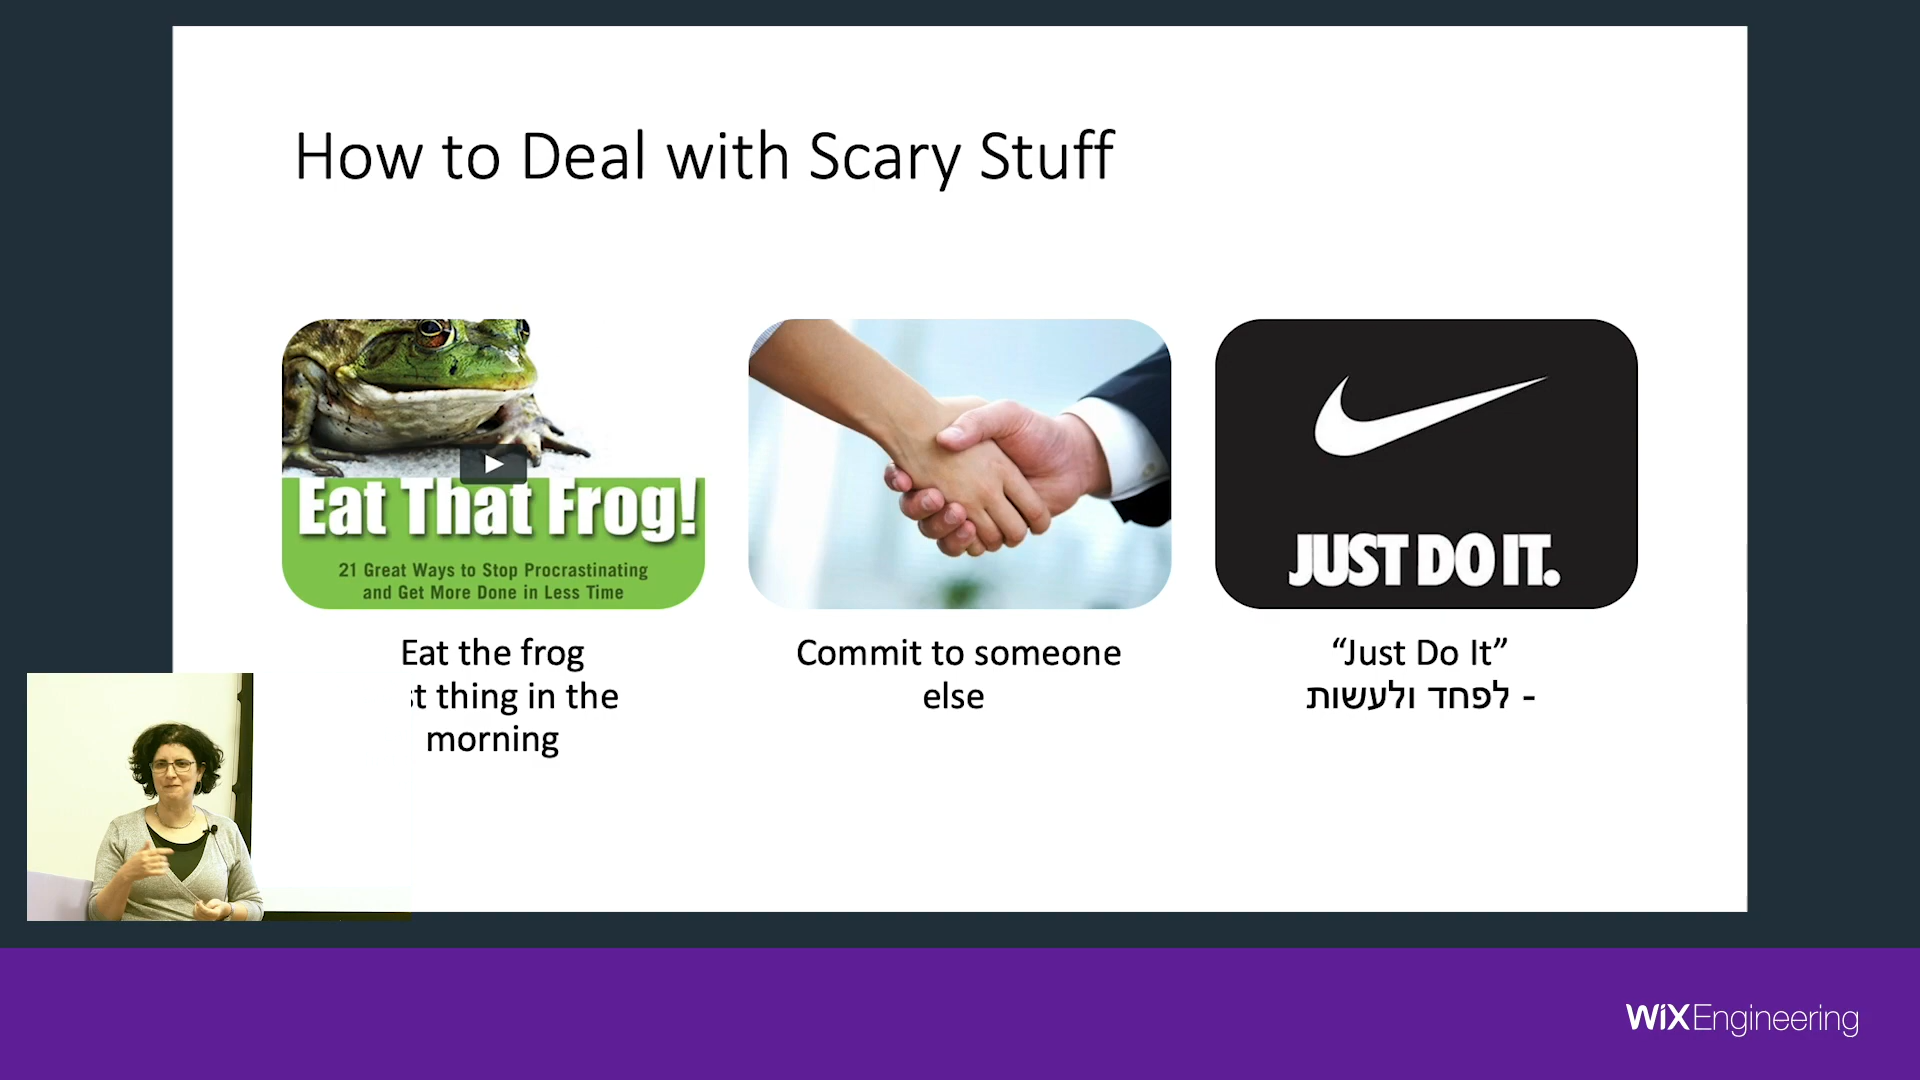 How to Deal with Scary Stuff
Eat That Frog!
21 Great Ways to Stop Procrastinating
and Get More Done in Less Time
JUST DO IT.
Eat the frog
thing in the
morning
Commit to someone
else
“Just Do It”
- לפחד ולעשות
WiXEngineering